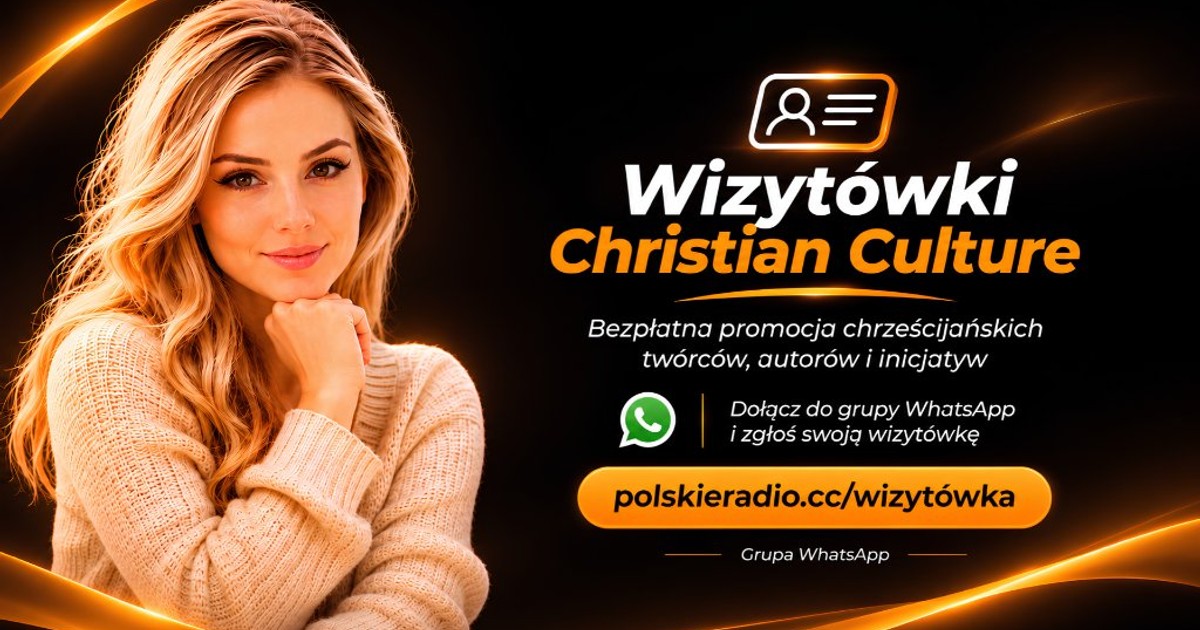 Wizytówki
Christian Culture
Bezpłatna promocja chrześcijańskich
twórców, autorów i inicjatyw
Dołącz do grupy WhatsApp
i zgłoś swoją wizytówkę
polskieradio.cc/wizytówka
Grupa WhatsApp